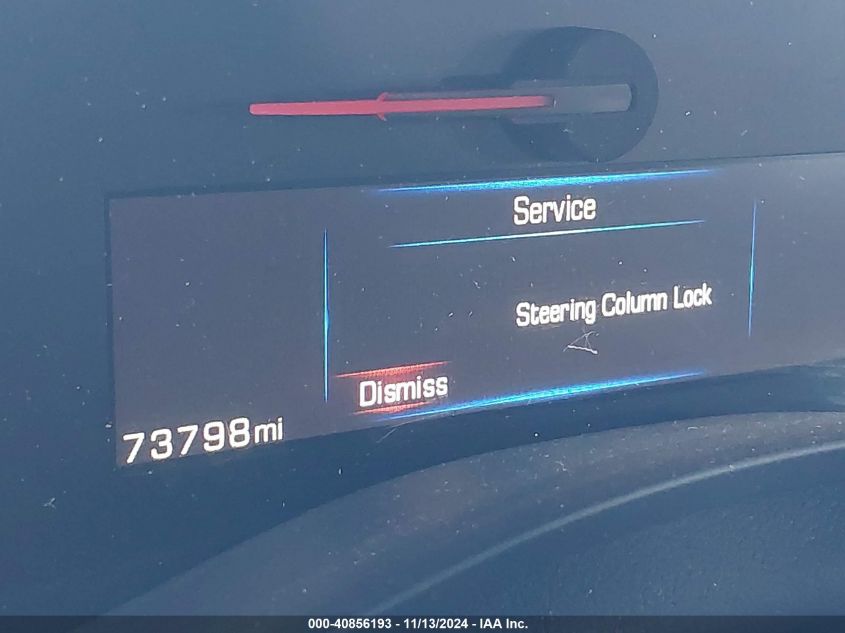 Service
Steering Column Lock
Dismiss
73798mi
000-40856193 - 11/13/2024 - IAA Inc.